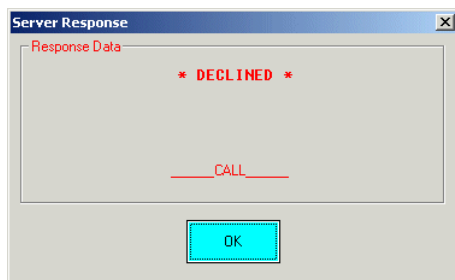 Server Response
Response Data
* DECLINED *
______CALL______
OK